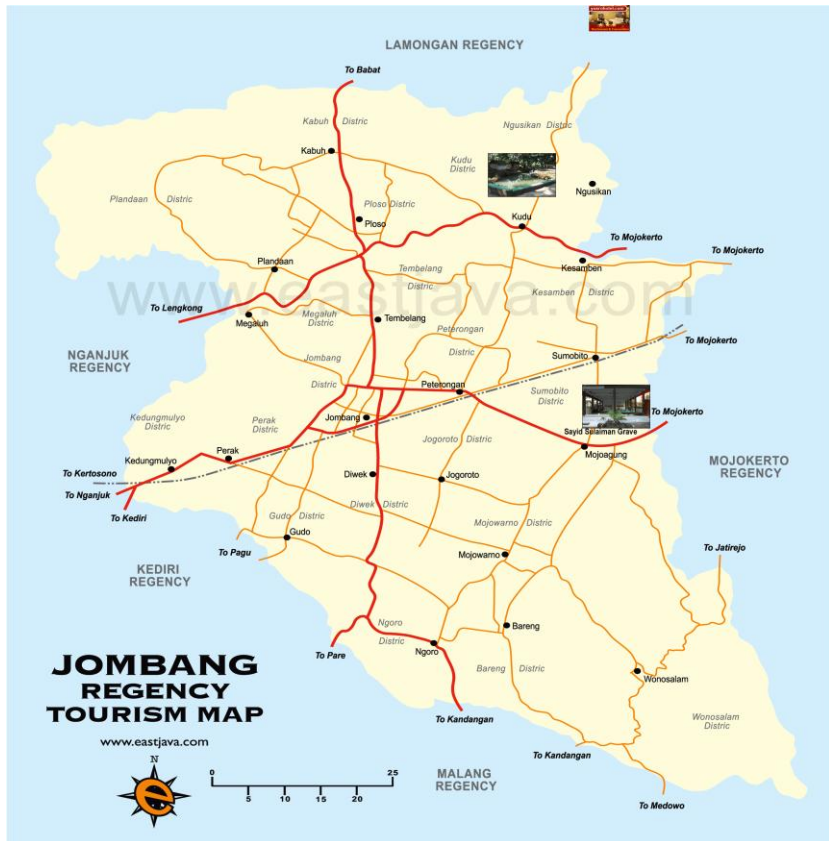 LAMONGAN REGENCY
To Babat
Kabuh Distric
Ngusikan Distric
Kabuh
Kudu
Distric
Plandaan Distric
Ngusikan
Ploso Distric
Ploso
Kudu
To Mojokerto
To Mojokerto
Plandaan
Kesamben
Tembelang
Distric
Kesamben Distric
www.eastjava.com
To Lengkong
Megaluh
Megaluh
Distric
Tembelang
Peterongan
Distric
To Mojokerto
NGANJUK
REGENCY
Jombang
Distric
Sumobito
Peterongan
Sumobito
Distric
Kedungmulyo
Distric
Perak
Distric
Jombang
To Mojokerto
Sayid Sulaiman Grave
Jogoroto Distric
Mojoagung
Perak
Kedungmulyo
To Kertosono
To Nganjuk
To Kediri
Diwek
Jogoroto
MOJOKERTO
REGENCY
Diwek Distric
Gudo Distric
Mojowarno Distric
Gudo
To Pagu
Mojowarno
To Jatirejo
KEDIRI
REGENCY
Ngoro
Distric
Bareng
To Pare
Ngoro
Bareng
Distric
Wonosalam
JOMBANG
REGENCY
TOURISM MAP
www.eastjava.com
Wonosalam
Distric
To Kandangan
To Kandangan
N
0 25
5 10 15 20
MALANG
REGENCY
To Medowo